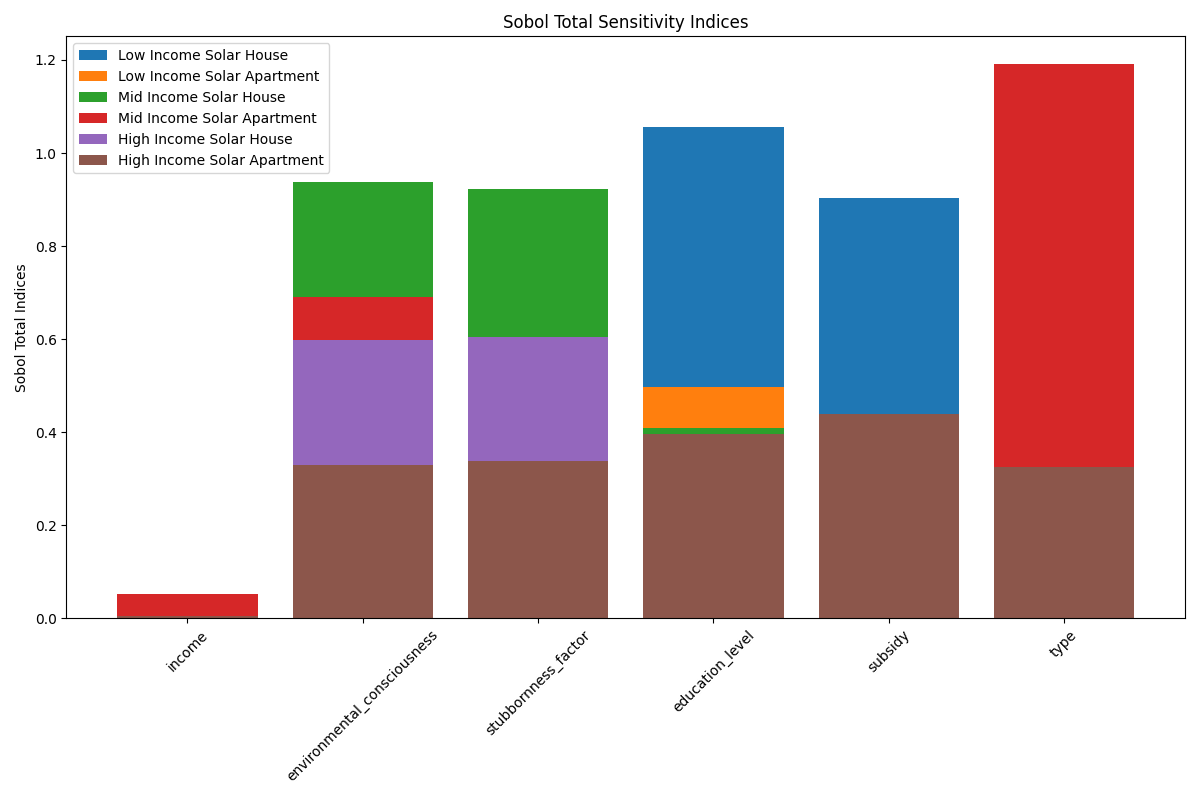 Sobol Total Sensitivity Indices
Low Income Solar House
Low Income Solar Apartment
Mid Income Solar House
Mid Income Solar Apartment
High Income Solar House
High Income Solar Apartment
Sobol Total Indices
1.2
1.0
0.8
0.6
0.4
0.2
0.0
income
environmental_consciousness
stubbornness_factor
education_level
subsidy
type